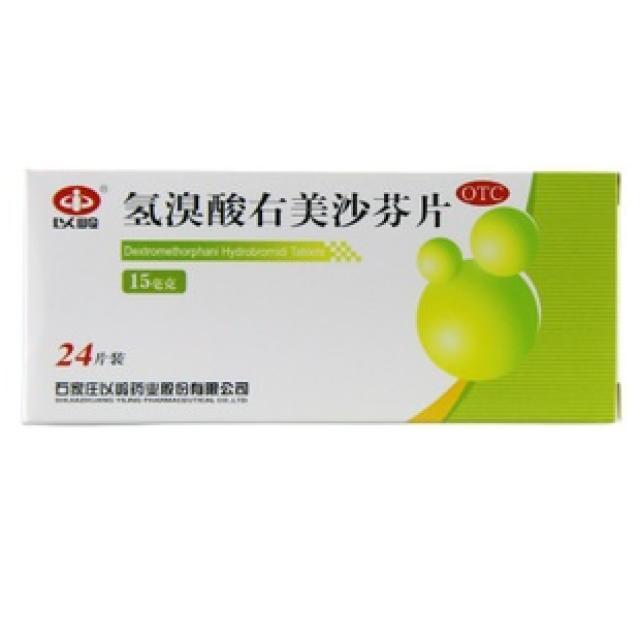 以岭
®
氢溴酸右美沙芬片
OTC
Dextromethorphani Hydrobromidi Tablets
15毫克
24片装
石家庄以岭药业股份有限公司
SHIJIAZHUANG YILING PHARMACEUTICAL CO.,LTD